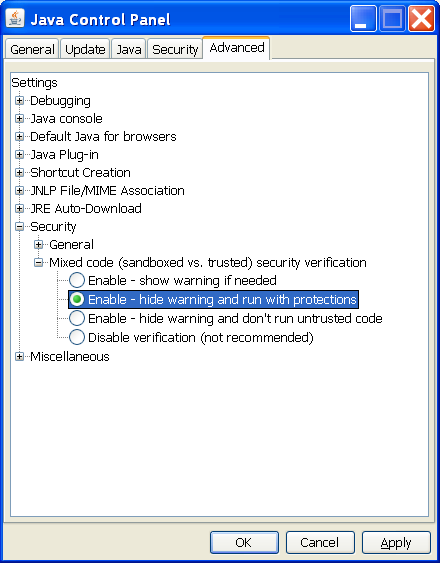 Java Control Panel
General
Update
Java
Security
Advanced
Settings
Debugging
Java console
Default Java for browsers
Java Plug-in
Shortcut Creation
JNLP File/MIME Association
JRE Auto-Download
Security
General
Mixed code (sandboxed vs. trusted) security verification
Enable - show warning if needed
Enable - hide warning and run with protections
Enable - hide warning and don't run untrusted code
Disable verification (not recommended)
Miscellaneous
OK
Cancel
Apply